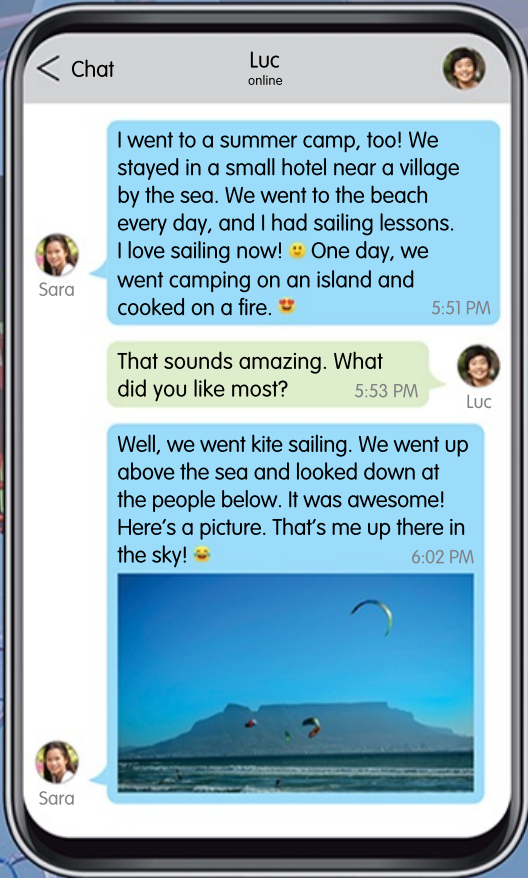 < Chat
Luc
online
I went to a summer camp, too! We
stayed in a small hotel near a village
by the sea. We went to the beach
every day, and I had sailing lessons.
I love sailing now! 🙂 One day, we
went camping on an island and
cooked on a fire. 😍 5:51 PM
Sara
That sounds amazing. What
did you like most? 5:53 PM
Luc
Well, we went kite sailing. We went up
above the sea and looked down at
the people below. It was awesome!
Here's a picture. That's me up there in
the sky! 😂 6:02 PM
Sara